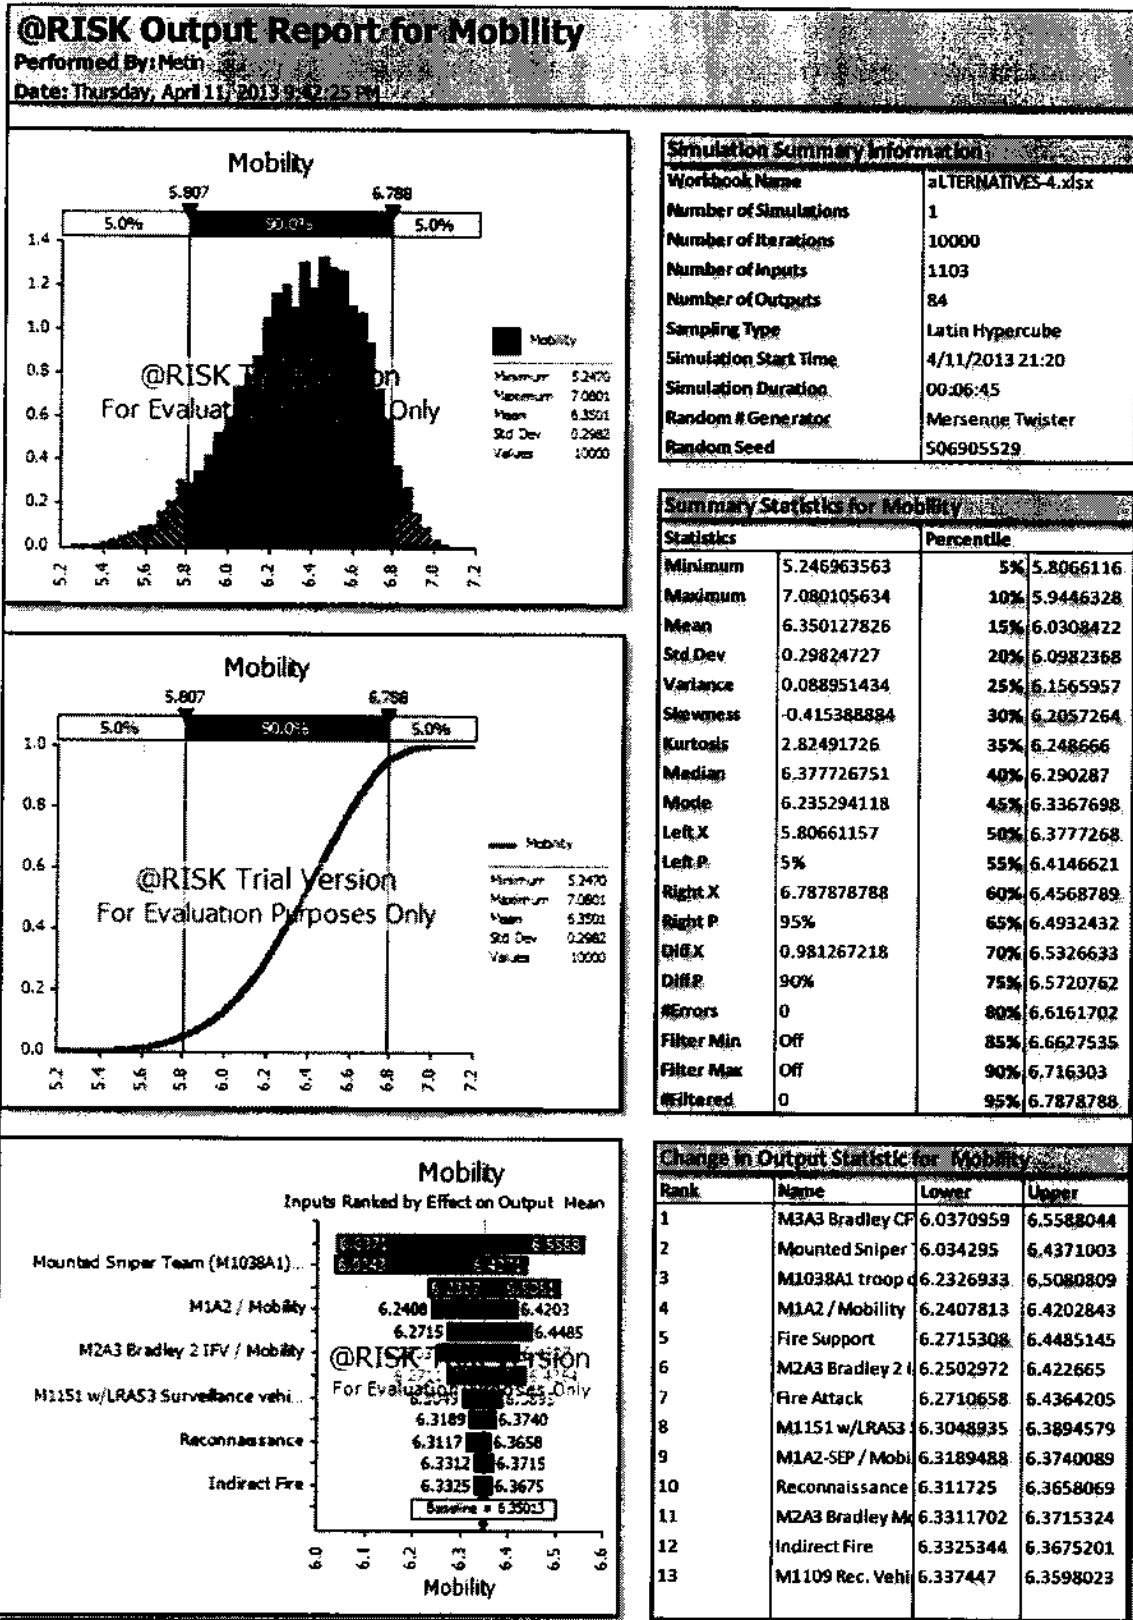 @RISK Output Report for Mobility
Performed By: Metin
Date: Thursday, April 11, 2013 9:42:25 PM
Mobility
5.807 6.788
5.0% 90.0% 5.0%
1.4
1.2
1.0
0.8
0.6
0.4
0.2
0.0
5.2 5.4 5.6 5.8 6.0 6.2 6.4 6.6 6.8 7.0 7.2
@RISK Trial Version
For Evaluation Purposes Only
Mobility
Minimum 5.2470
Maximum 7.0801
Mean 6.3501
Std Dev 0.2982
Values 10000
Simulation Summary Information
Workbook Name aLTERNATIVES-4.xlsx
Number of Simulations 1
Number of Iterations 10000
Number of Inputs 1103
Number of Outputs 84
Sampling Type Latin Hypercube
Simulation Start Time 4/11/2013 21:20
Simulation Duration 00:06:45
Random # Generator Mersenne Twister
Random Seed 506905529
Mobility
5.807 6.788
5.0% 90.0% 5.0%
1.0
0.8
0.6
0.4
0.2
0.0
5.2 5.4 5.6 5.8 6.0 6.2 6.4 6.6 6.8 7.0 7.2
@RISK Trial Version
For Evaluation Purposes Only
Mobility
Minimum 5.2470
Maximum 7.0801
Mean 6.3501
Std Dev 0.2982
Values 10000
Summary Statistics for Mobility
Statistics Percentile
Minimum 5.246963563 5% 5.8066116
Maximum 7.080105634 10% 5.9446328
Mean 6.350127826 15% 6.0308422
Std Dev 0.29824727 20% 6.0982368
Variance 0.088951434 25% 6.1565957
Skewness -0.415388884 30% 6.2057264
Kurtosis 2.82491726 35% 6.248666
Median 6.377726751 40% 6.290287
Mode 6.235294118 45% 6.3367698
Left X 5.80661157 50% 6.3777268
Left P 5% 55% 6.4146621
Right X 6.787878788 60% 6.4568789
Right P 95% 65% 6.4932432
Diff X 0.981267218 70% 6.5326633
Diff P 90% 75% 6.5720762
#Errors 0 80% 6.6161702
Filter Min Off 85% 6.6627535
Filter Max Off 90% 6.716303
#Filtered 0 95% 6.7878788
Mobility
Inputs Ranked by Effect on Output Mean
6.0371 6.5588
Mounted Sniper Team (M1038A1)... 6.0343 6.4371
6.2327 6.5081
M1A2 / Mobility 6.2408 6.4203
6.2715 6.4485
M2A3 Bradley 2 IFV / Mobility
M1151 w/LRAS3 Surveillance vehi... 6.3049 6.3895
6.3189 6.3740
Reconnaissance 6.3117 6.3658
6.3312 6.3715
Indirect Fire 6.3325 6.3675
Baseline = 6.35013
@RISK Trial Version
For Evaluation Purposes Only
6.0 6.1 6.2 6.3 6.4 6.5 6.6
Mobility
Change in Output Statistic for Mobility
Rank Name Lower Upper
1 M3A3 Bradley CF 6.0370959 6.5588044
2 Mounted Sniper 6.034295 6.4371003
3 M1038A1 troop c 6.2326933 6.5080809
4 M1A2 / Mobility 6.2407813 6.4202843
5 Fire Support 6.2715308 6.4485145
6 M2A3 Bradley 2 I 6.2502972 6.422665
7 Fire Attack 6.2710658 6.4364205
8 M1151 w/LRAS3 6.3048935 6.3894579
9 M1A2-SEP / Mobi 6.3189488 6.3740089
10 Reconnaissance 6.311725 6.3658069
11 M2A3 Bradley Mo 6.3311702 6.3715324
12 Indirect Fire 6.3325344 6.3675201
13 M1109 Rec. Vehi 6.337447 6.3598023